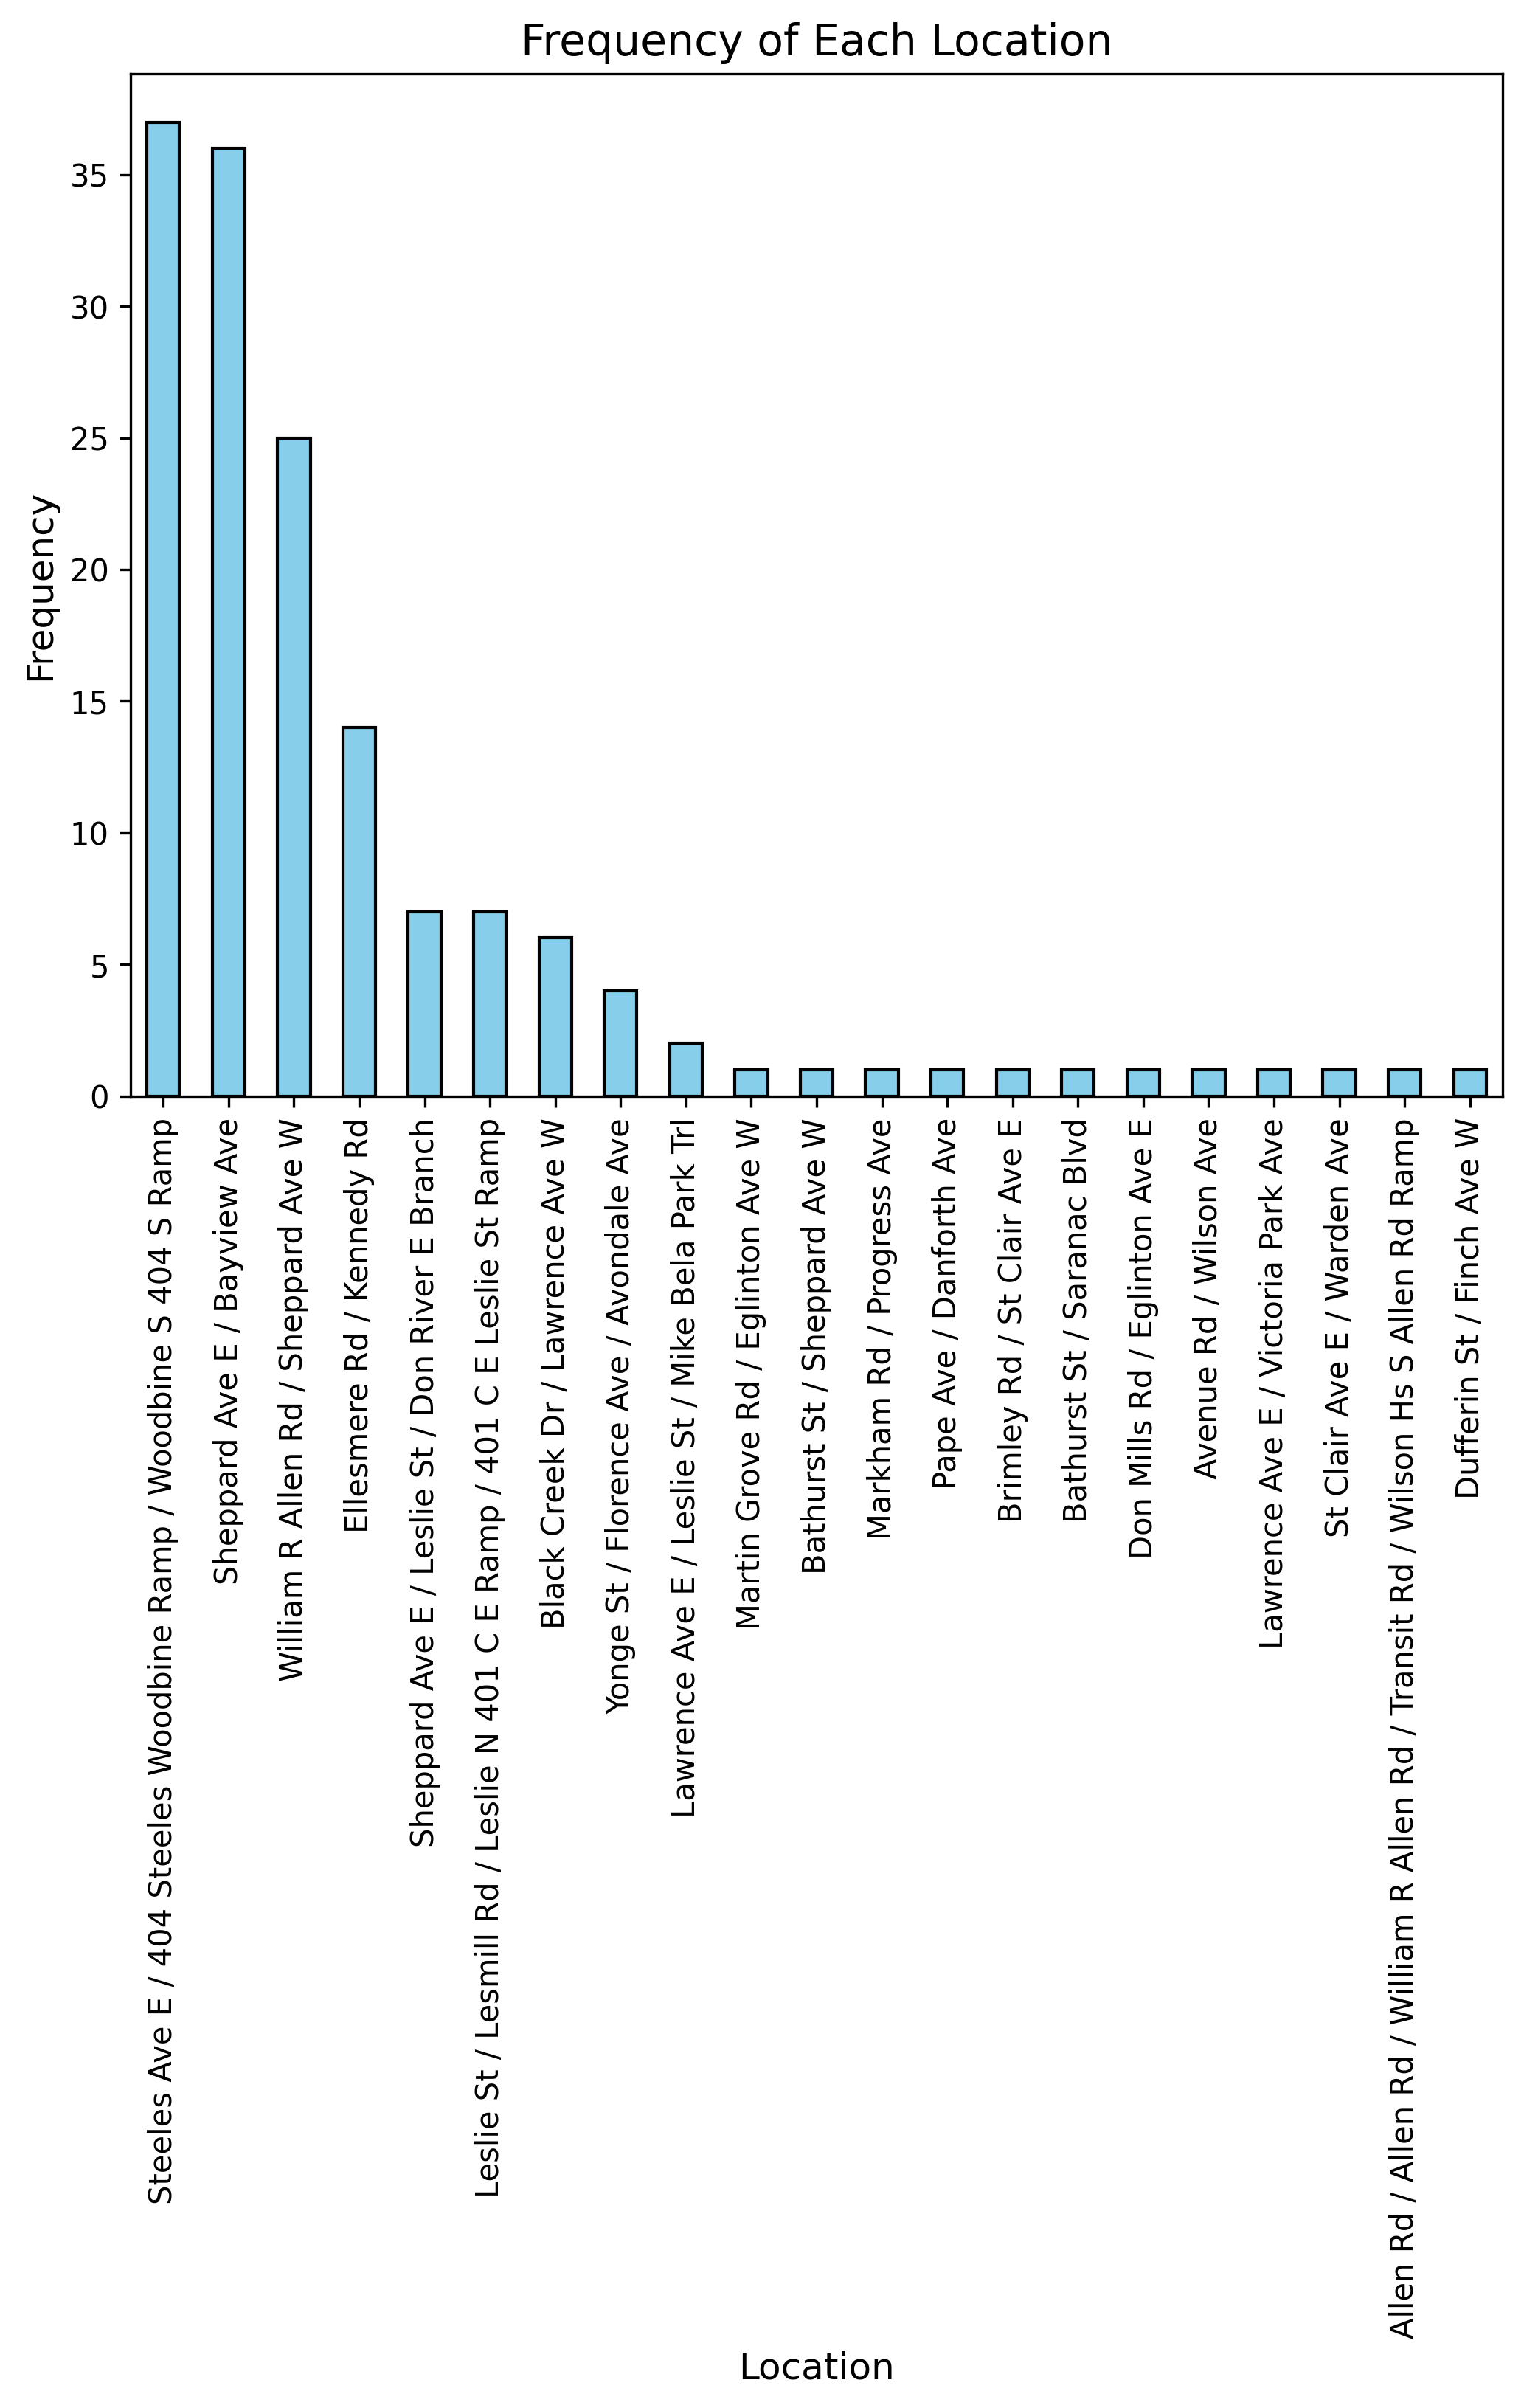 Frequency of Each Location
Frequency
35
30
25
20
15
10
5
0
Steeles Ave E / 404 Steeles Woodbine Ramp / Woodbine S 404 S Ramp
Sheppard Ave E / Bayview Ave
William R Allen Rd / Sheppard Ave W
Ellesmere Rd / Kennedy Rd
Sheppard Ave E / Leslie St / Don River E Branch
Leslie St / Lesmill Rd / Leslie N 401 C E Ramp / 401 C E Leslie St Ramp
Black Creek Dr / Lawrence Ave W
Yonge St / Florence Ave / Avondale Ave
Lawrence Ave E / Leslie St / Mike Bela Park Trl
Martin Grove Rd / Eglinton Ave W
Bathurst St / Sheppard Ave W
Markham Rd / Progress Ave
Pape Ave / Danforth Ave
Brimley Rd / St Clair Ave E
Bathurst St / Saranac Blvd
Don Mills Rd / Eglinton Ave E
Avenue Rd / Wilson Ave
Lawrence Ave E / Victoria Park Ave
St Clair Ave E / Warden Ave
Allen Rd / Allen Rd / William R Allen Rd / Transit Rd / Wilson Hs S Allen Rd Ramp
Dufferin St / Finch Ave W
Location